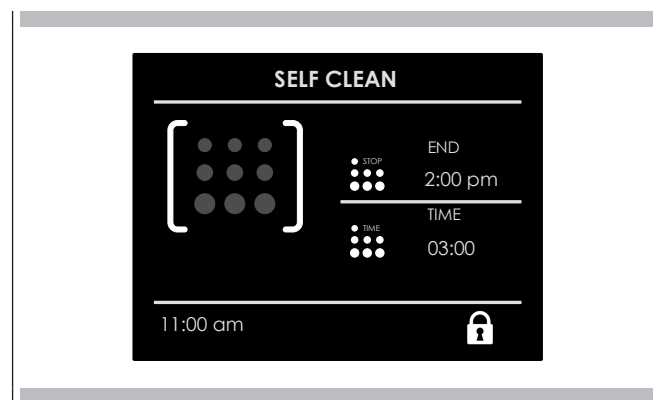 SELF CLEAN
STOP
END
2:00 pm
TIME
TIME
03:00
11:00 am